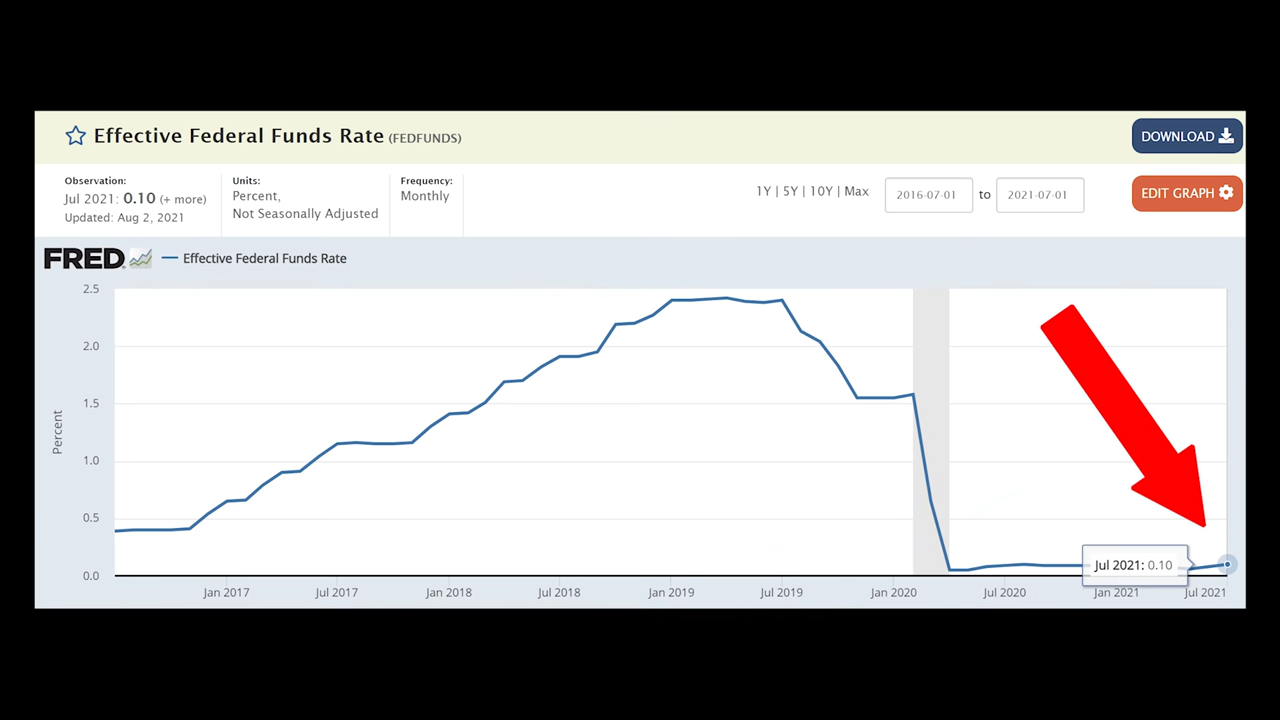 Effective Federal Funds Rate (FEDFUNDS)
DOWNLOAD
Observation:
Jul 2021: 0.10 (+ more)
Updated: Aug 2, 2021
Units:
Percent,
Not Seasonally Adjusted
Frequency:
Monthly
1Y | 5Y | 10Y | Max
2016-07-01 to 2021-07-01
EDIT GRAPH
FRED
Effective Federal Funds Rate
2.5
2.0
1.5
1.0
0.5
0.0
Percent
Jul 2021: 0.10
Jan 2017 Jul 2017 Jan 2018 Jul 2018 Jan 2019 Jul 2019 Jan 2020 Jul 2020 Jan 2021 Jul 2021